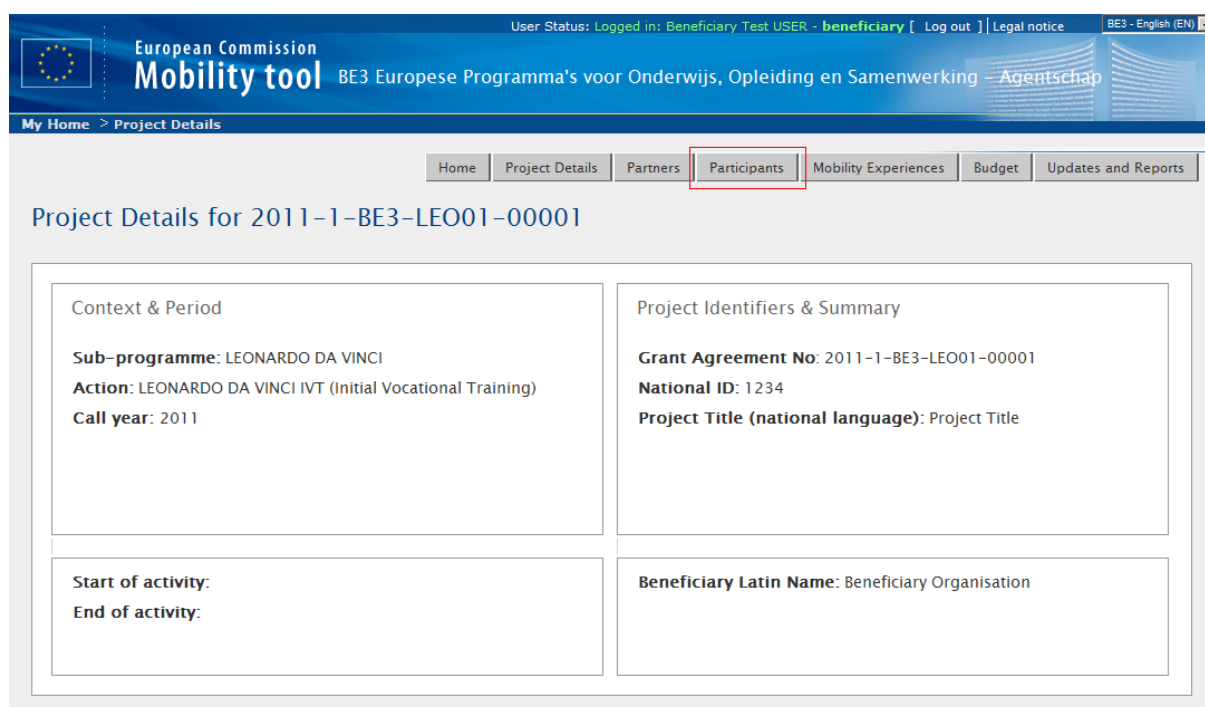 User Status: Logged in: Beneficiary Test USER - beneficiary [ Log out ] | Legal notice BE3 - English (EN)
European Commission
Mobility tool BE3 Europese Programma's voor Onderwijs, Opleiding en Samenwerking - Agentschap
My Home > Project Details
Home Project Details Partners Participants Mobility Experiences Budget Updates and Reports
Project Details for 2011-1-BE3-LEO01-00001
Context & Period
Sub-programme: LEONARDO DA VINCI
Action: LEONARDO DA VINCI IVT (Initial Vocational Training)
Call year: 2011
Project Identifiers & Summary
Grant Agreement No: 2011-1-BE3-LEO01-00001
National ID: 1234
Project Title (national language): Project Title
Start of activity:
End of activity:
Beneficiary Latin Name: Beneficiary Organisation